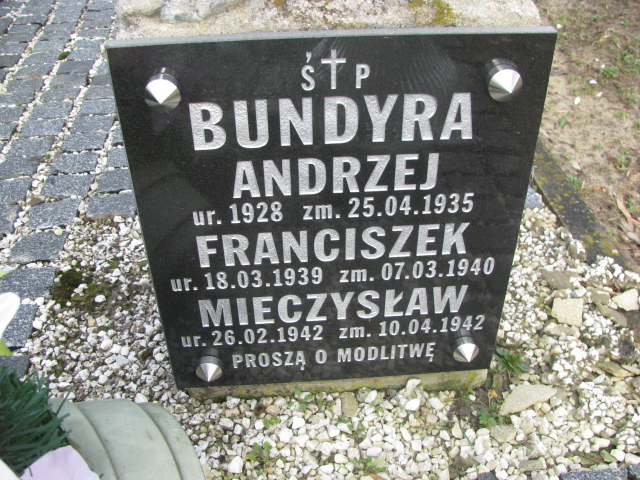 Ś † P
BUNDYRA
ANDRZEJ
ur. 1928 zm. 25.04.1935
FRANCISZEK
ur. 18.03.1939 zm. 07.03.1940
MIECZYSŁAW
ur. 26.02.1942 zm. 10.04.1942
PROSZĄ O MODLITWĘ